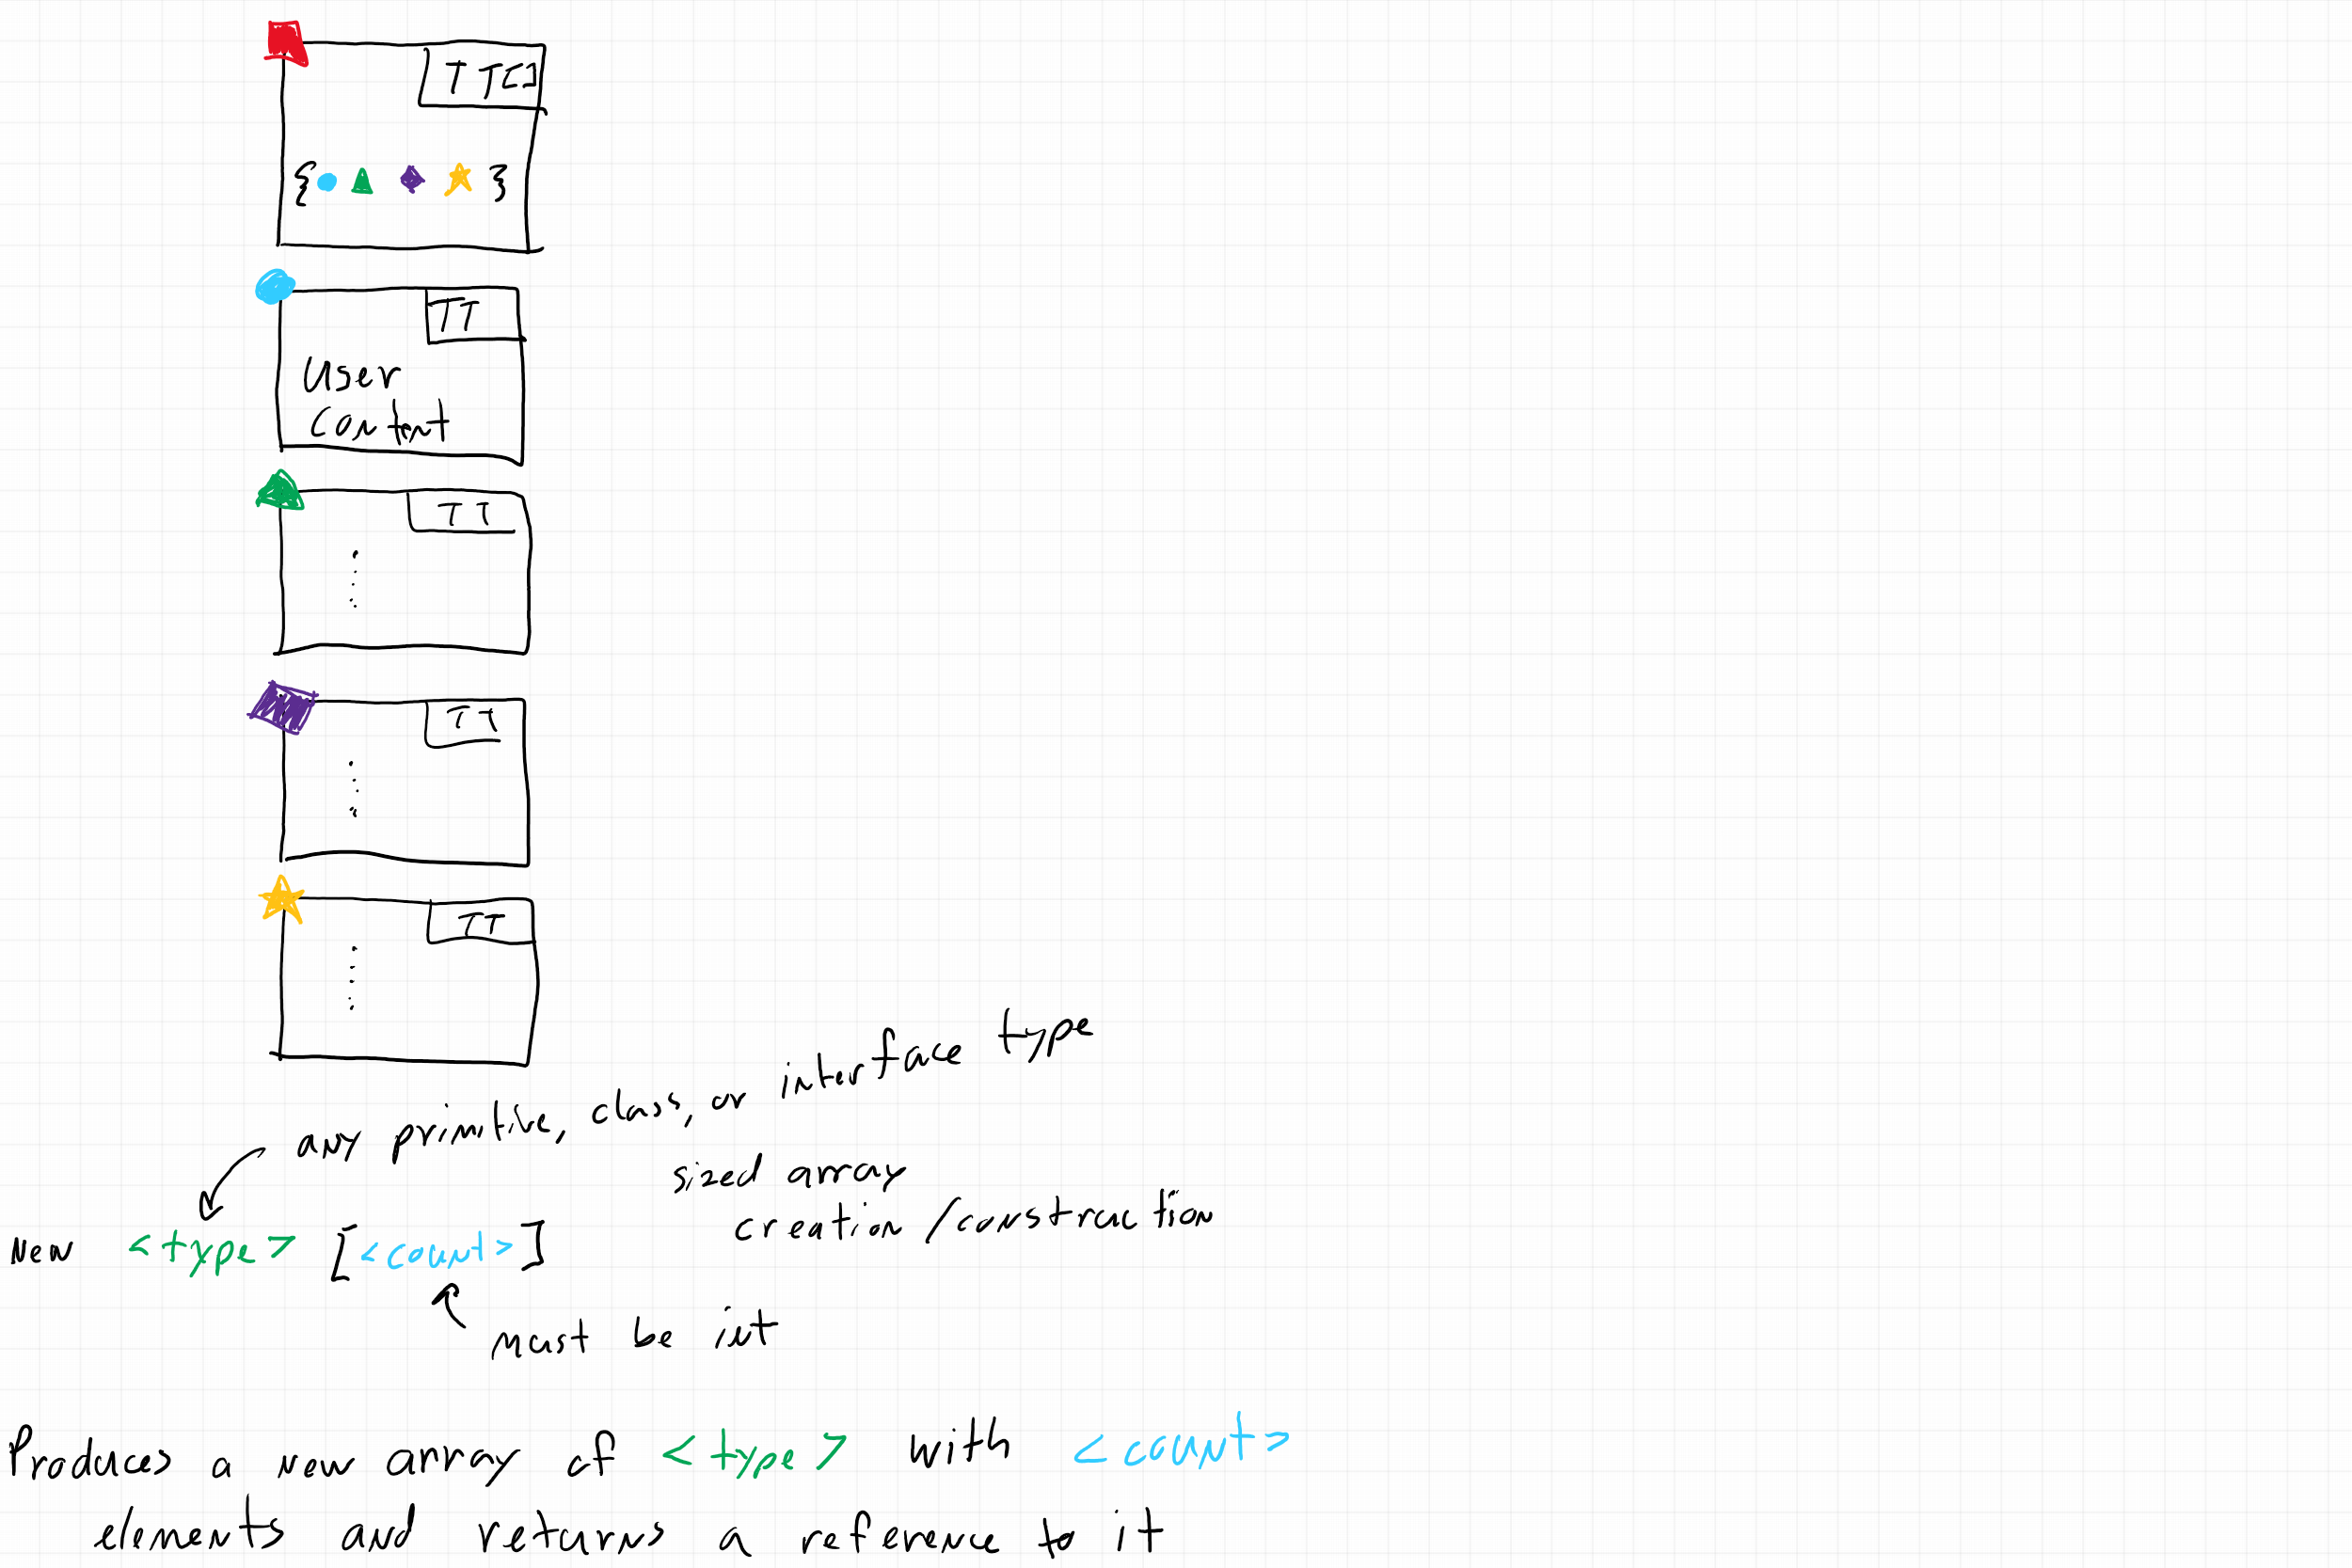 T T[]
{ }
TT
User
Content
TT
TT
TT
any primitive, class, or interface type
sized array
creation/construction
new <type> [<count>]
must be int
Produces a new array of <type> with <count>
elements and returns a reference to it